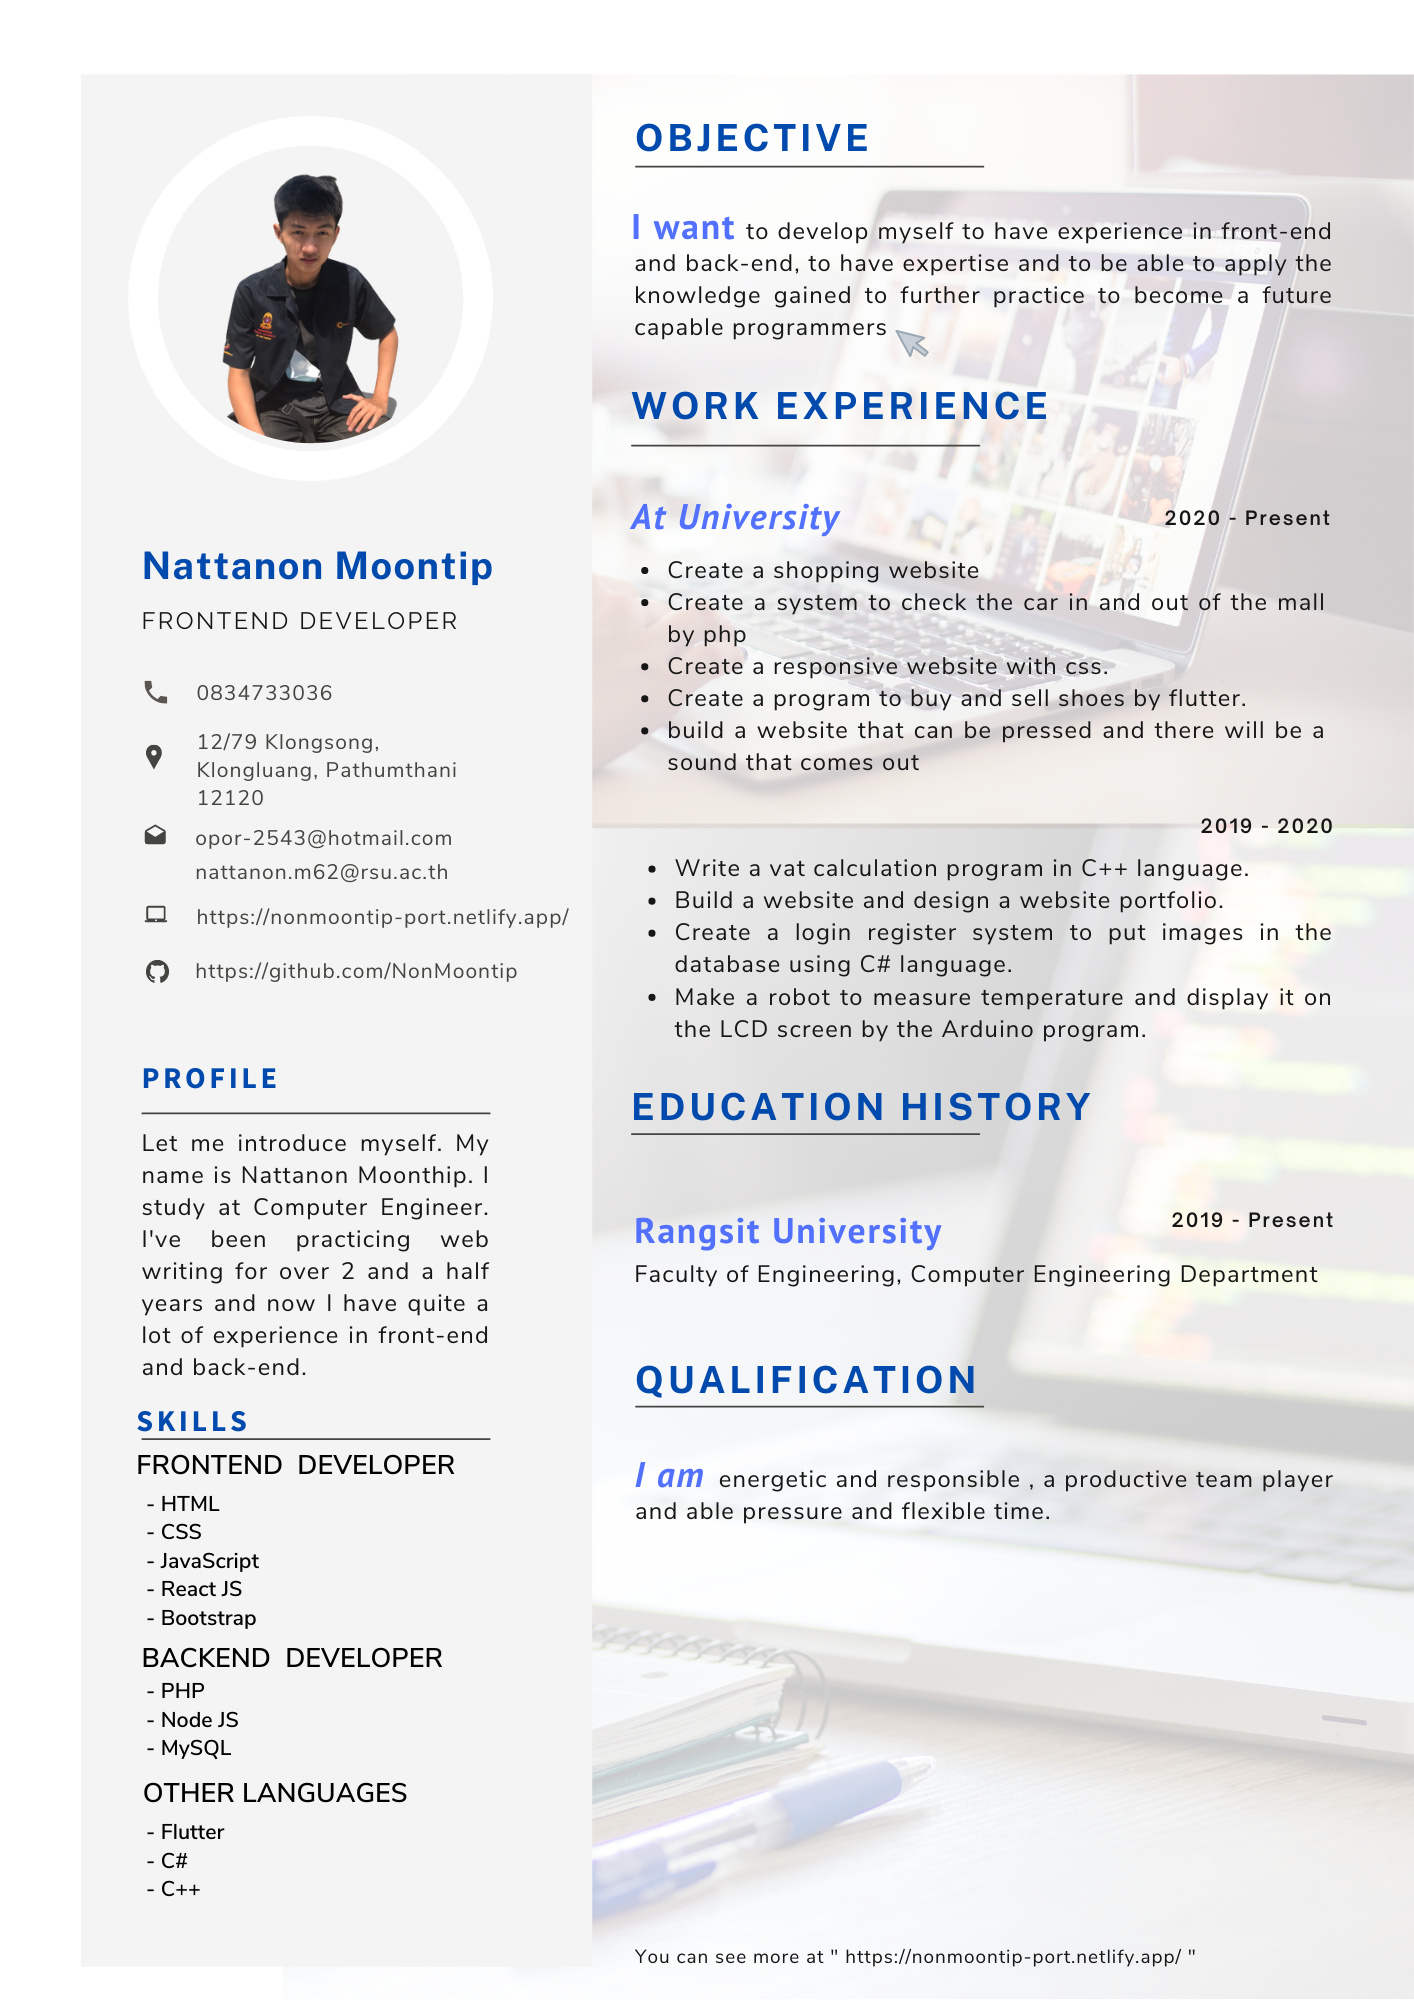 Nattanon Moontip
FRONTEND DEVELOPER
0834733036
12/79 Klongsong,
Klongluang, Pathumthani
12120
opor-2543@hotmail.com
nattanon.m62@rsu.ac.th
https://nonmoontip-port.netlify.app/
https://github.com/NonMoontip
PROFILE
Let me introduce myself. My
name is Nattanon Moonthip. I
study at Computer Engineer.
I've been practicing web
writing for over 2 and a half
years and now I have quite a
lot of experience in front-end
and back-end.
SKILLS
FRONTEND DEVELOPER
- HTML
- CSS
- JavaScript
- React JS
- Bootstrap
BACKEND DEVELOPER
- PHP
- Node JS
- MySQL
OTHER LANGUAGES
- Flutter
- C#
- C++
OBJECTIVE
I want to develop myself to have experience in front-end
and back-end, to have expertise and to be able to apply the
knowledge gained to further practice to become a future
capable programmers
WORK EXPERIENCE
At University 2020 - Present
• Create a shopping website
• Create a system to check the car in and out of the mall
by php
• Create a responsive website with css.
• Create a program to buy and sell shoes by flutter.
• build a website that can be pressed and there will be a
sound that comes out
2019 - 2020
• Write a vat calculation program in C++ language.
• Build a website and design a website portfolio.
• Create a login register system to put images in the
database using C# language.
• Make a robot to measure temperature and display it on
the LCD screen by the Arduino program.
EDUCATION HISTORY
Rangsit University 2019 - Present
Faculty of Engineering, Computer Engineering Department
QUALIFICATION
I am energetic and responsible , a productive team player
and able pressure and flexible time.
You can see more at " https://nonmoontip-port.netlify.app/ "